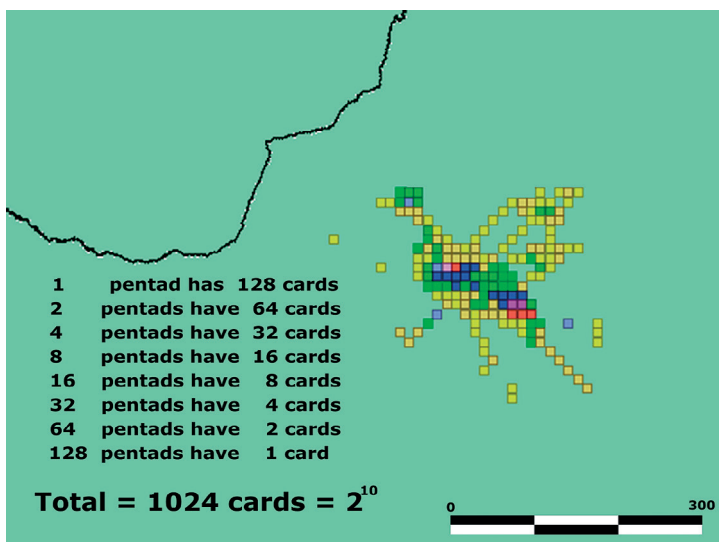 1 pentad has 128 cards
2 pentads have 64 cards
4 pentads have 32 cards
8 pentads have 16 cards
16 pentads have 8 cards
32 pentads have 4 cards
64 pentads have 2 cards
128 pentads have 1 card
Total = 1024 cards = 2¹⁰
0 300